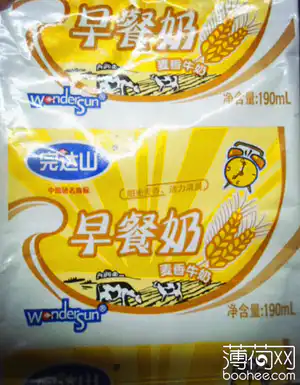 早餐奶
麦香牛奶
WonderSun®
净含量:190mL
完达山®
中国驰名商标
早餐奶
麦香牛奶
WonderSun®
净含量:190mL
薄荷网
boohee.com